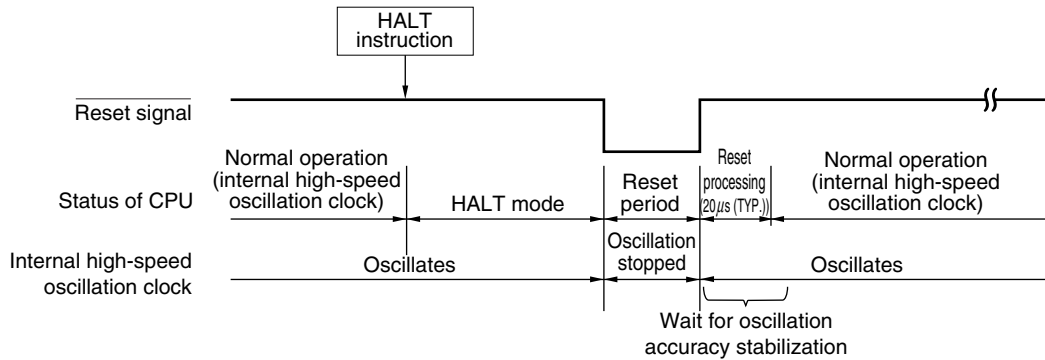 HALT
instruction
Reset signal
Status of CPU
Normal operation
(internal high-speed
oscillation clock)
HALT mode
Reset
period
Reset
processing
(20μs (TYP.))
Normal operation
(internal high-speed
oscillation clock)
Internal high-speed
oscillation clock
Oscillates
Oscillation
stopped
Oscillates
Wait for oscillation
accuracy stabilization